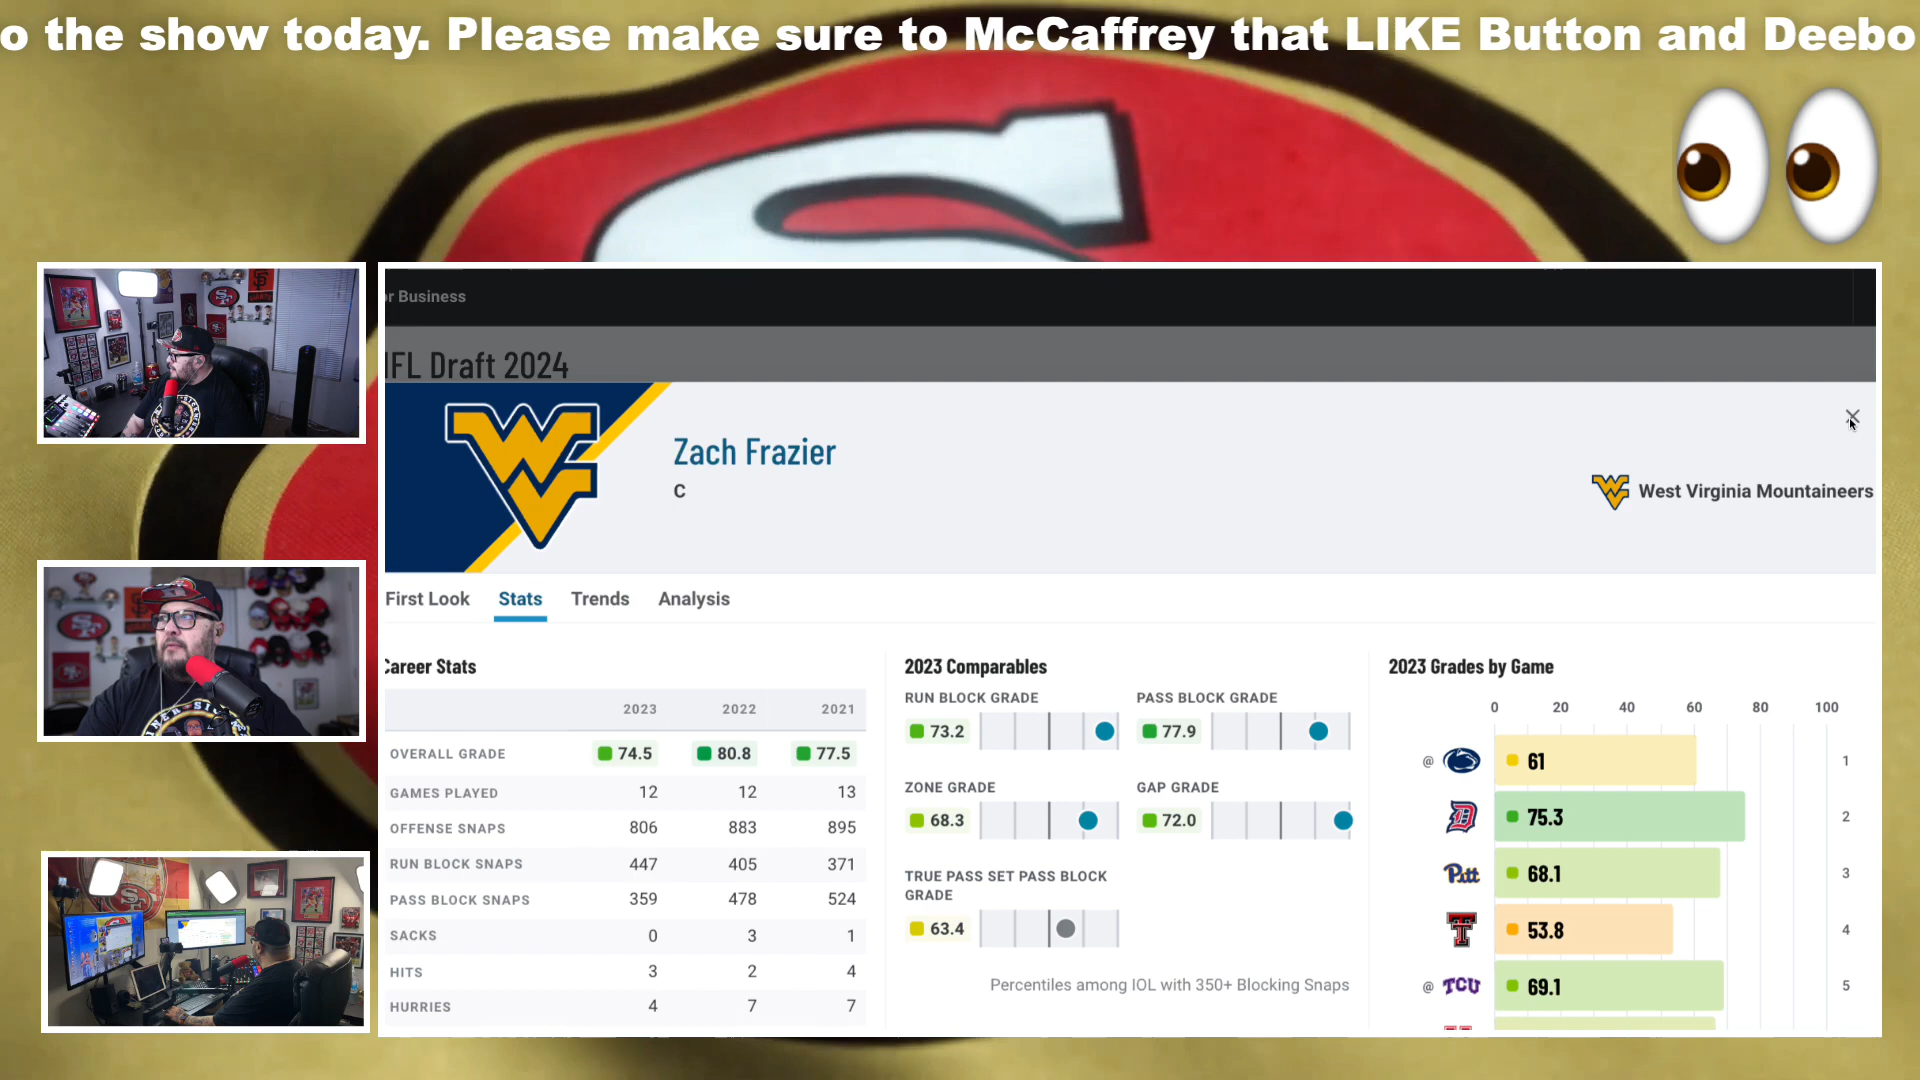 o the show today. Please make sure to McCaffrey that LIKE Button and Deebo
or Business
NFL Draft 2024
Zach Frazier
C
West Virginia Mountaineers
First Look Stats Trends Analysis
Career Stats
2023 2022 2021
OVERALL GRADE 74.5 80.8 77.5
GAMES PLAYED 12 12 13
OFFENSE SNAPS 806 883 895
RUN BLOCK SNAPS 447 405 371
PASS BLOCK SNAPS 359 478 524
SACKS 0 3 1
HITS 3 2 4
HURRIES 4 7 7
2023 Comparables
RUN BLOCK GRADE
73.2
PASS BLOCK GRADE
77.9
ZONE GRADE
68.3
GAP GRADE
72.0
TRUE PASS SET PASS BLOCK
GRADE
63.4
Percentiles among IOL with 350+ Blocking Snaps
2023 Grades by Game
0 20 40 60 80 100
@ 61 1
D 75.3 2
Pitt 68.1 3
T 53.8 4
@ TCU 69.1 5